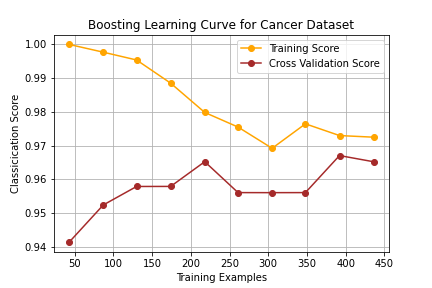 Boosting Learning Curve for Cancer Dataset
Training Score
Cross Validation Score
1.00
0.99
0.98
0.97
0.96
0.95
0.94
Classicication Score
50 100 150 200 250 300 350 400 450
Training Examples